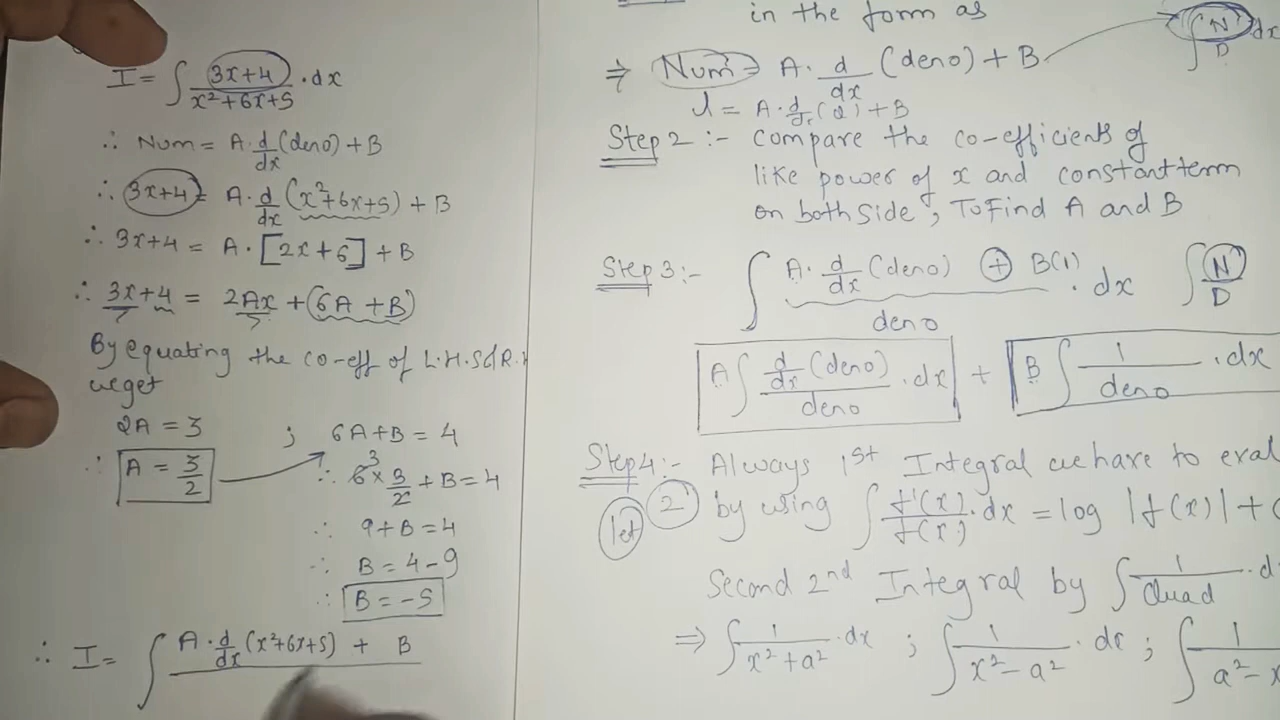 I = ∫ 3x+4 / x²+6x+5 · dx
∴ Num = A · d/dx (deno) + B
∴ 3x+4 = A · d/dx (x²+6x+5) + B
∴ 3x+4 = A · [2x+6] + B
∴ 3x+4 = 2Ax + (6A + B)
By equating the co-eff of L.H.S & R.H
we get
2A = 3 ; 6A+B = 4
∴ A = 3/2
∴ 6³ × 3/2 + B = 4
∴ 9+B = 4
∴ B = 4-9
∴ B = -5
∴ I = ∫ A · d/dx (x²+6x+5) + B
in the form as
∫ N/D dx
⇒ Num = A · d/dx (deno) + B
= A · d/dx ( ) + B
Step 2 :- compare the co-efficients of
like power of x and constant term
on both side, To Find A and B
Step 3 :- ∫ A · d/dx (deno) + B(1) / deno · dx ∫ N/D
A ∫ d/dx (deno) / deno · dx + B ∫ 1/deno · dx
Step 4 :- Always 1st Integral we have to eval
let 2 by using ∫ f'(x)/f(x) · dx = log |f(x)| + c
Second 2nd Integral by ∫ 1/Quad · d
⇒ ∫ 1/x²+a² · dx ; ∫ 1/x²-a² · dx ; ∫ 1/a²-x